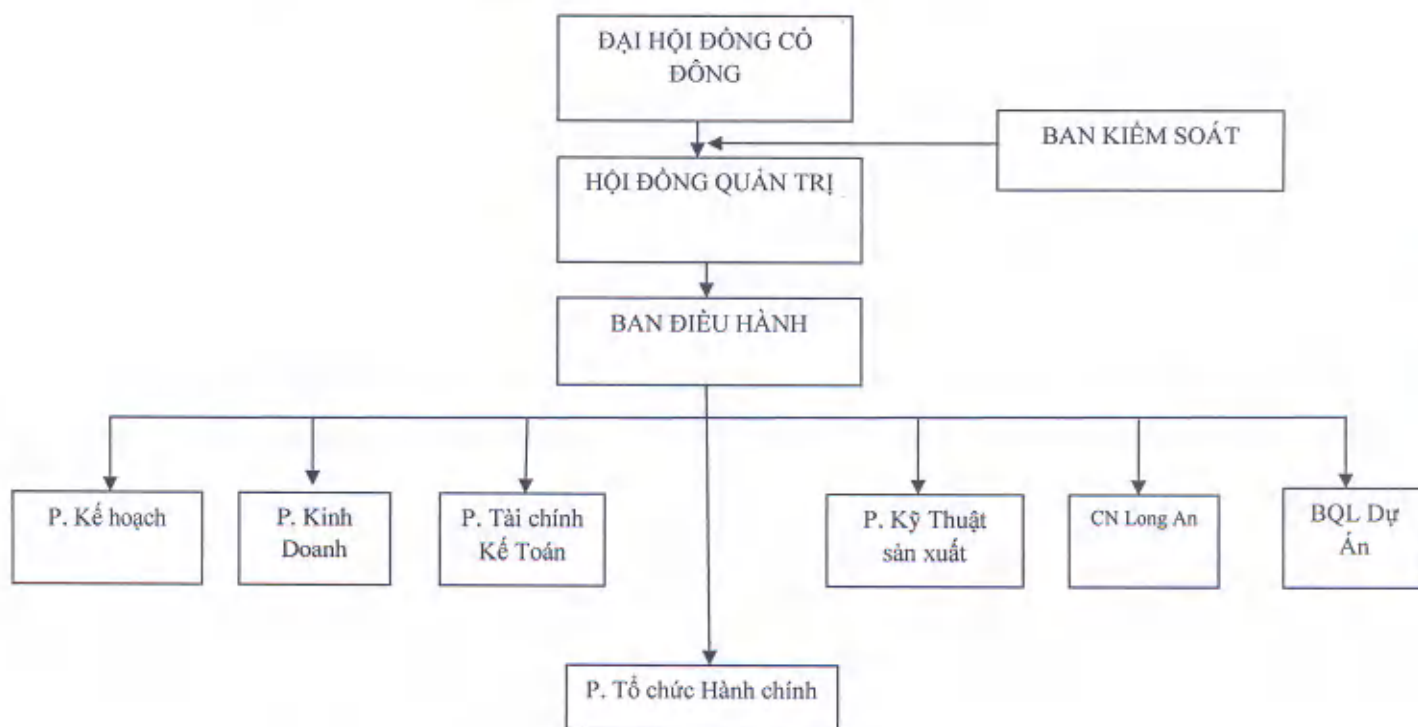 ĐẠI HỘI ĐỒNG CỔ
ĐÔNG
BAN KIỂM SOÁT
HỘI ĐỒNG QUẢN TRỊ
BAN ĐIỀU HÀNH
P. Kế hoạch
P. Kinh
Doanh
P. Tài chính
Kế Toán
P. Kỹ Thuật
sản xuất
CN Long An
BQL Dự
Án
P. Tổ chức Hành chính